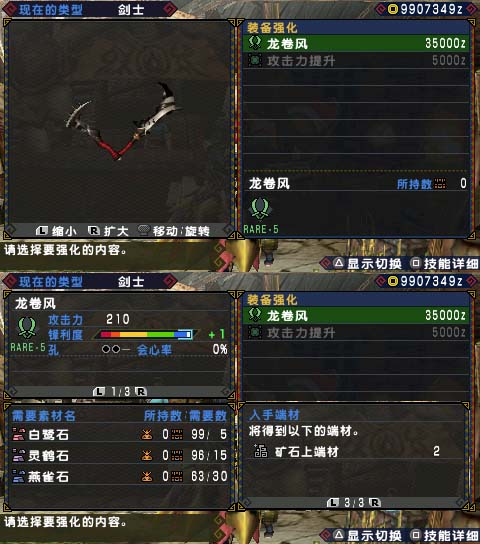 现在的类型 剑士
9907349z
装备强化
龙卷风 35000z
攻击力提升 5000z
龙卷风 所持数 0
RARE-5
L 缩小 R 扩大 移动/旋转
请选择要强化的内容。
△显示切换 □技能详细
现在的类型 剑士
9907349z
龙卷风
攻击力 210
锋利度 +1
RARE-5 孔 ○○— 会心率 0%
L 1/3 R
装备强化
龙卷风 35000z
攻击力提升 5000z
需要素材名 所持数/需要数
白鹭石 0 99/ 5
灵鹤石 0 96/15
燕雀石 0 63/30
入手端材
将得到以下的端材。
矿石上端材 2
L 3/3 R
请选择要强化的内容。
△显示切换 □技能详细